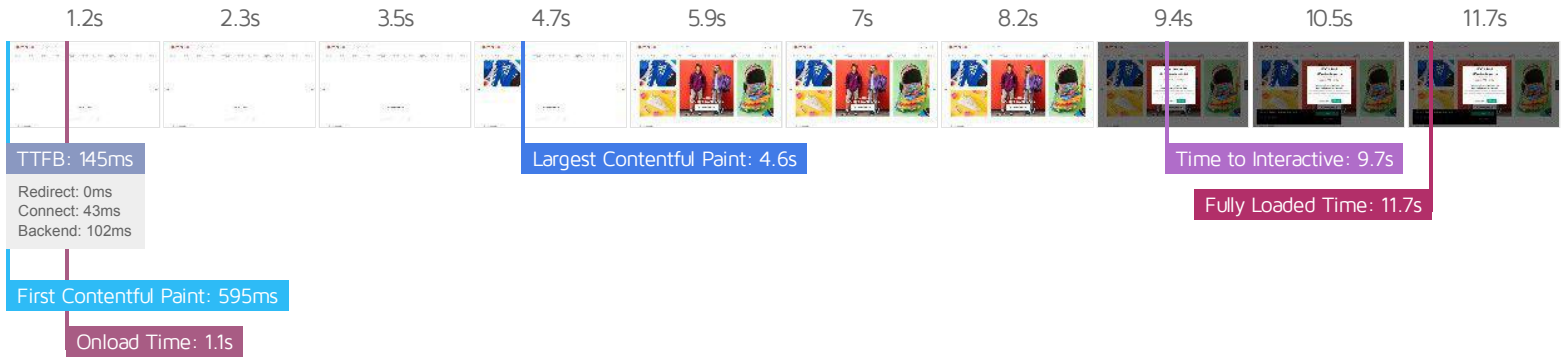 1.2s 2.3s 3.5s 4.7s 5.9s 7s 8.2s 9.4s 10.5s 11.7s
TTFB: 145ms
Redirect: 0ms
Connect: 43ms
Backend: 102ms
Largest Contentful Paint: 4.6s
Time to Interactive: 9.7s
Fully Loaded Time: 11.7s
First Contentful Paint: 595ms
Onload Time: 1.1s